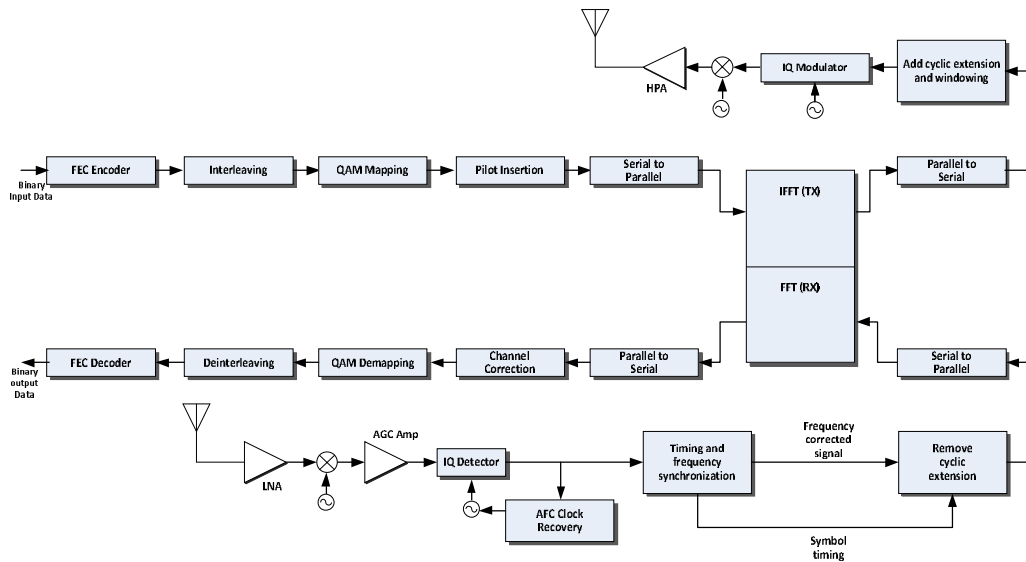 HPA
IQ Modulator
Add cyclic extension
and windowing
Binary
Input Data
FEC Encoder
Interleaving
QAM Mapping
Pilot Insertion
Serial to
Parallel
IFFT (TX)
Parallel to
Serial
FFT (RX)
Binary
output
Data
FEC Decoder
Deinterleaving
QAM Demapping
Channel
Correction
Parallel to
Serial
Serial to
Parallel
LNA
AGC Amp
IQ Detector
AFC Clock
Recovery
Timing and
frequency
synchronization
Frequency
corrected
signal
Symbol
timing
Remove
cyclic
extension